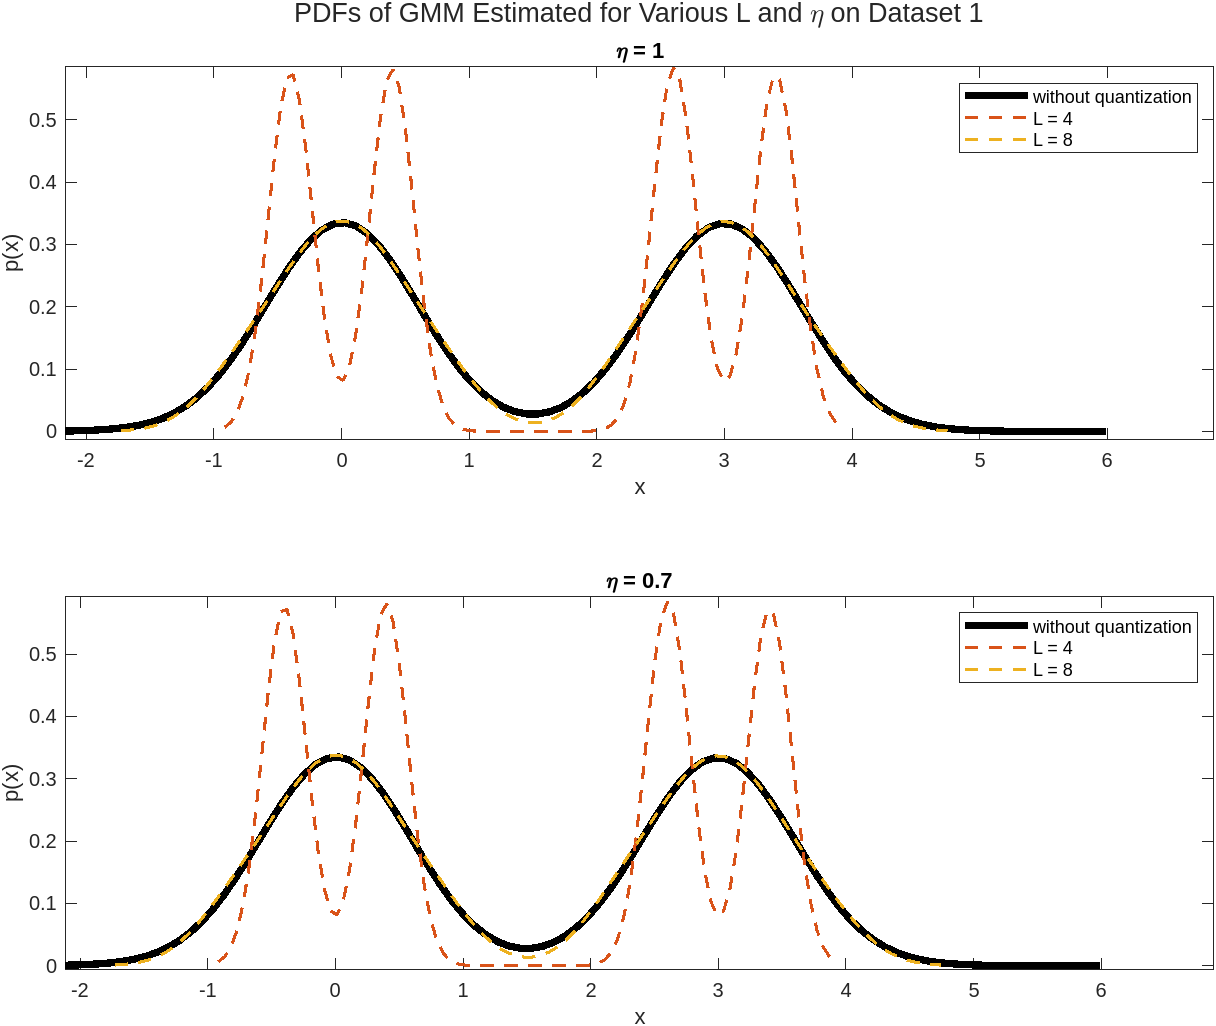 PDFs of GMM Estimated for Various L and η on Dataset 1
η = 1
without quantization
L = 4
L = 8
0.5
0.4
0.3
0.2
0.1
0
p(x)
-2 -1 0 1 2 3 4 5 6
x
η = 0.7
without quantization
L = 4
L = 8
0.5
0.4
0.3
0.2
0.1
0
p(x)
-2 -1 0 1 2 3 4 5 6
x